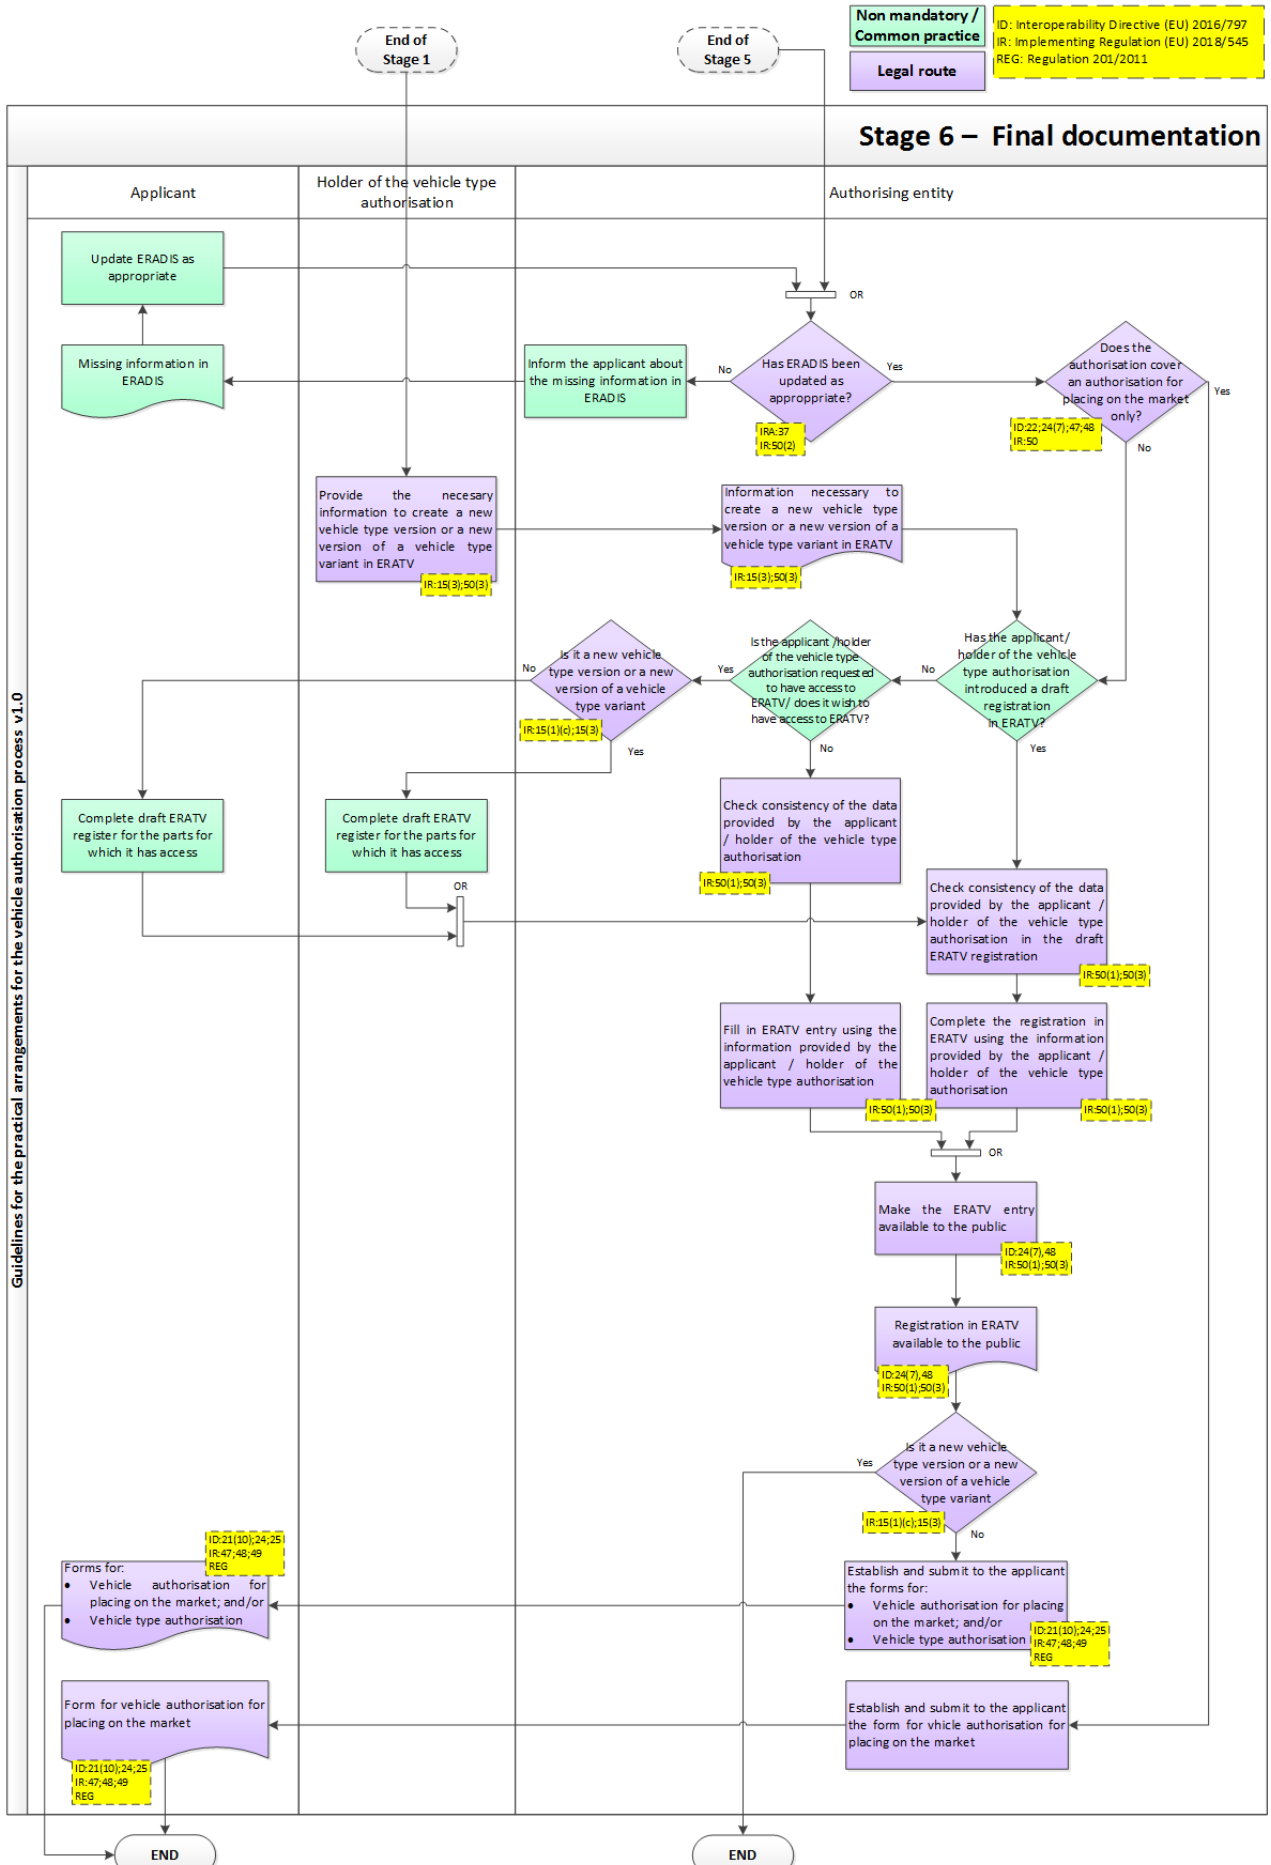 End of
Stage 1
End of
Stage 5
Non mandatory /
Common practice
Legal route
ID: Interoperability Directive (EU) 2016/797
IR: Implementing Regulation (EU) 2018/545
REG: Regulation 201/2011
Stage 6 – Final documentation
Guidelines for the practical arrangements for the vehicle authorisation process v1.0
Applicant
Holder of the vehicle type
authorisation
Authorising entity
Update ERADIS as
appropriate
OR
Missing information in
ERADIS
Inform the applicant about
the missing information in
ERADIS
No
Has ERADIS been
updated as
approppriate?
Yes
IRA:37
IR:50(2)
Does the
authorisation cover
an authorisation for
placing on the market
only?
Yes
ID:22;24(7);47;48
IR:50
No
Provide the necesary
information to create a new
vehicle type version or a new
version of a vehicle type
variant in ERATV
IR:15(3);50(3)
Information necessary to
create a new vehicle type
version or a new version of a
vehicle type variant in ERATV
IR:15(3);50(3)
No
Is it a new vehicle
type version or a new
version of a vehicle
type variant
IR:15(1)(c);15(3)
Yes
Yes
Is the applicant /holder
of the vehicle type
authorisation requested
to have access to
ERATV/ does it wish to
have access to ERATV?
No
No
Has the applicant/
holder of the vehicle
type authorisation
introduced a draft
registration
in ERATV?
Yes
Complete draft ERATV
register for the parts for
which it has access
Complete draft ERATV
register for the parts for
which it has access
OR
Check consistency of the data
provided by the applicant
/ holder of the vehicle type
authorisation
IR:50(1);50(3)
Check consistency of the data
provided by the applicant /
holder of the vehicle type
authorisation in the draft
ERATV registration
IR:50(1);50(3)
Fill in ERATV entry using the
information provided by the
applicant / holder of the
vehicle type authorisation
IR:50(1);50(3)
Complete the registration in
ERATV using the information
provided by the applicant /
holder of the vehicle type
authorisation
IR:50(1);50(3)
OR
Make the ERATV entry
available to the public
ID:24(7),48
IR:50(1);50(3)
Registration in ERATV
available to the public
ID:24(7),48
IR:50(1);50(3)
Yes
Is it a new vehicle
type version or a new
version of a vehicle
type variant
IR:15(1)(c);15(3)
No
ID:21(10);24;25
IR:47;48;49
REG
Forms for:
• Vehicle authorisation for
placing on the market; and/or
• Vehicle type authorisation
Establish and submit to the applicant
the forms for:
• Vehicle authorisation for placing
on the market; and/or
• Vehicle type authorisation
ID:21(10);24;25
IR:47;48;49
REG
Form for vehicle authorisation for
placing on the market
ID:21(10);24;25
IR:47;48;49
REG
Establish and submit to the applicant
the form for vhicle authorisation for
placing on the market
END
END